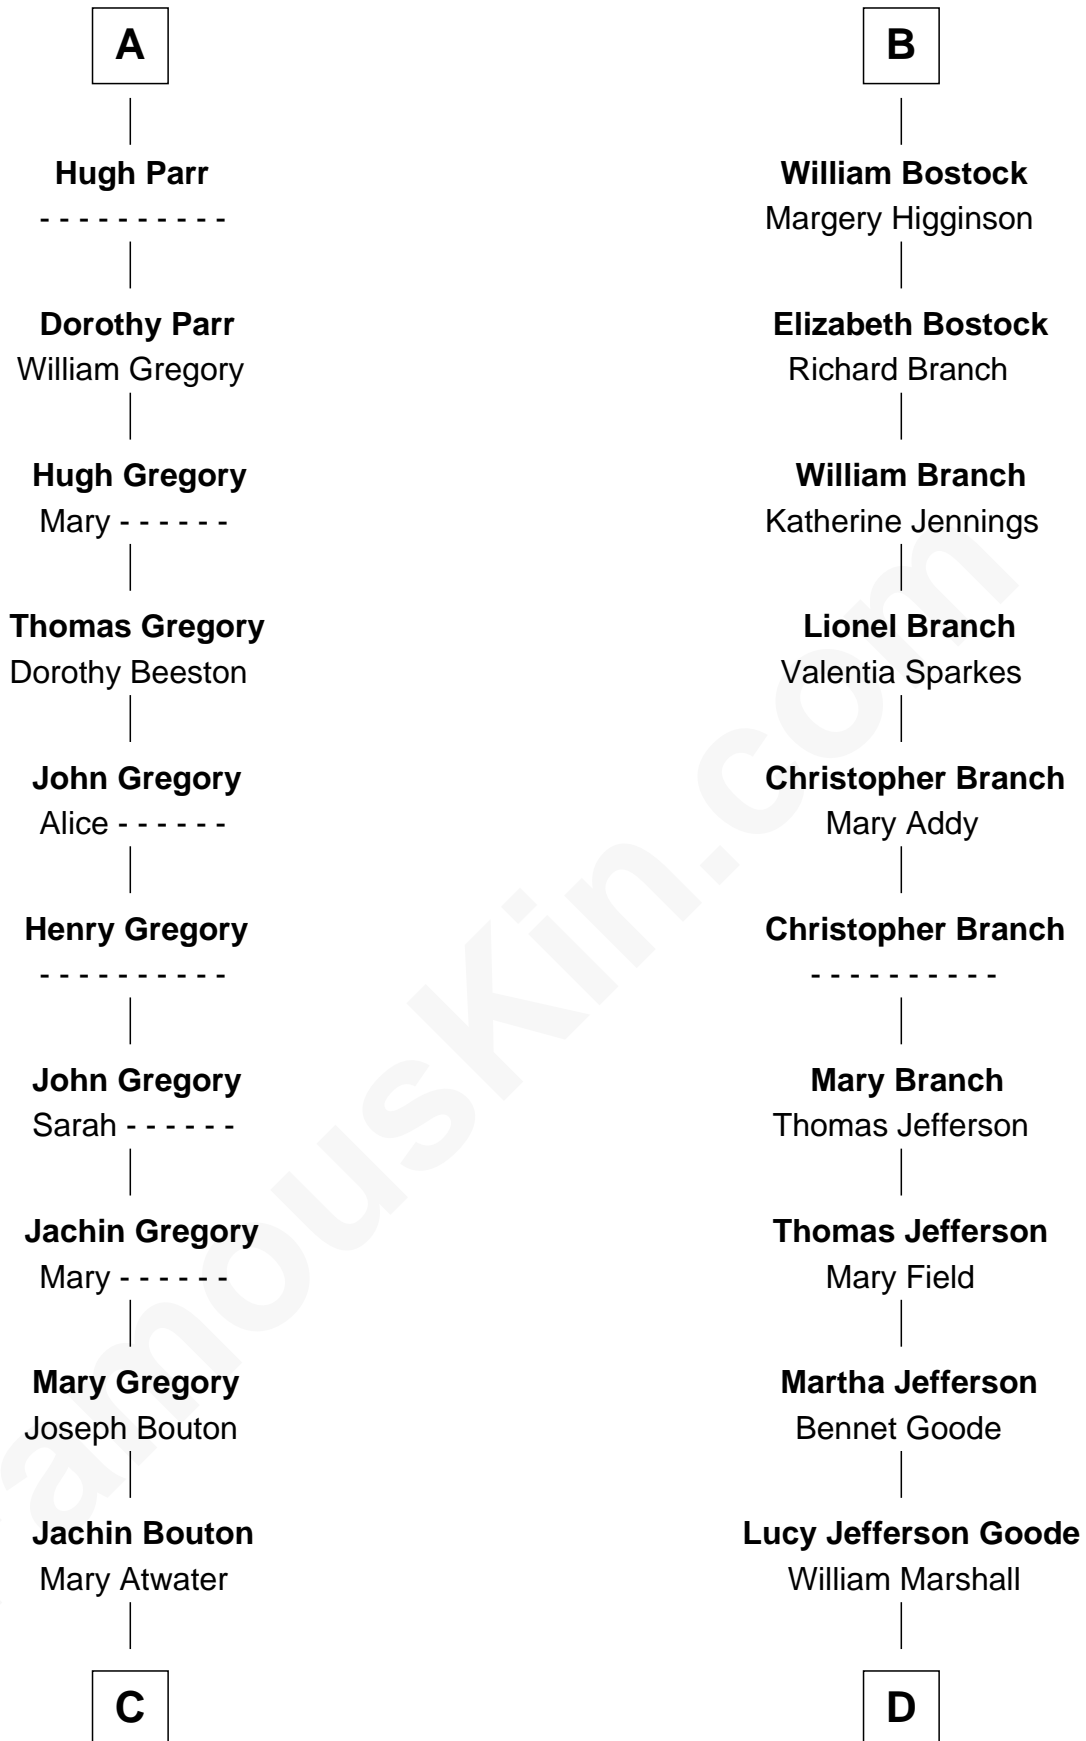 A
Hugh Parr
- - - - - - - - - -
Dorothy Parr
William Gregory
Hugh Gregory
Mary - - - - - -
Thomas Gregory
Dorothy Beeston
John Gregory
Alice - - - - - -
Henry Gregory
- - - - - - - - - -
John Gregory
Sarah - - - - - -
Jachin Gregory
Mary - - - - - -
Mary Gregory
Joseph Bouton
Jachin Bouton
Mary Atwater
C
B
William Bostock
Margery Higginson
Elizabeth Bostock
Richard Branch
William Branch
Katherine Jennings
Lionel Branch
Valentia Sparkes
Christopher Branch
Mary Addy
Christopher Branch
- - - - - - - - - -
Mary Branch
Thomas Jefferson
Thomas Jefferson
Mary Field
Martha Jefferson
Bennet Goode
Lucy Jefferson Goode
William Marshall
D
amousKin.com